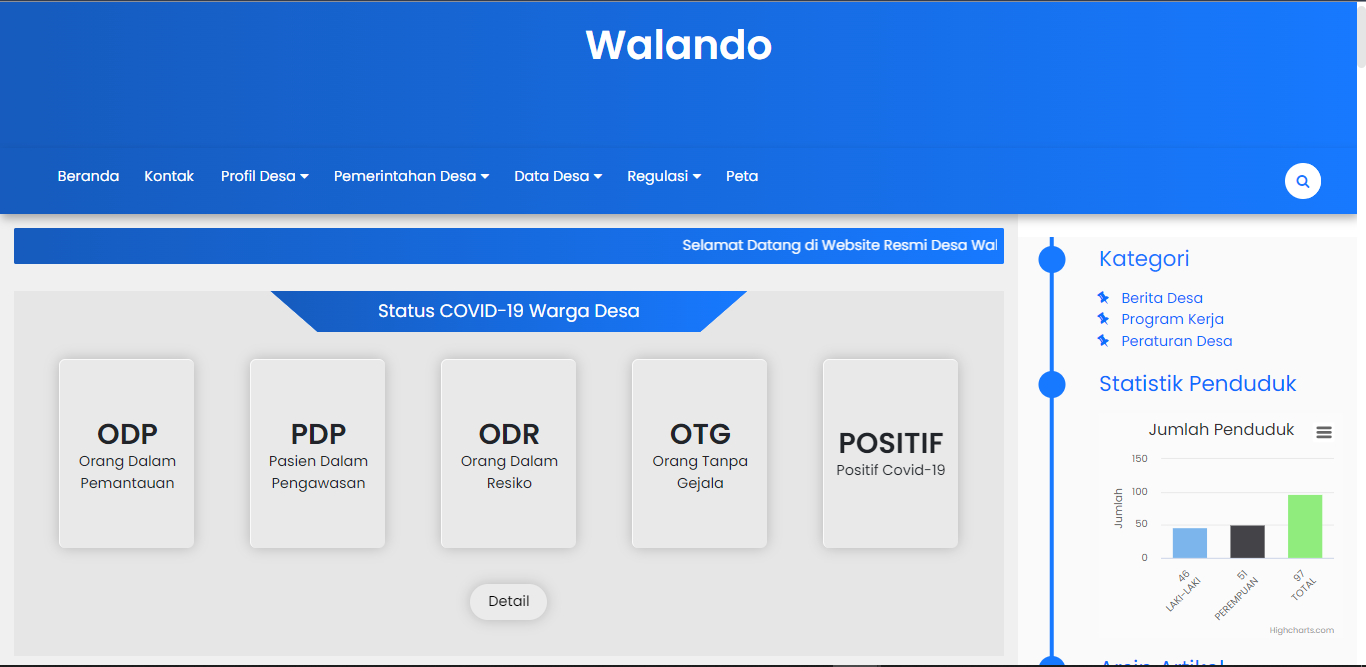 Walando
Beranda
Kontak
Profil Desa
Pemerintahan Desa
Data Desa
Regulasi
Peta
Selamat Datang di Website Resmi Desa
Status COVID-19 Warga Desa
ODP
Orang Dalam
Pemantauan
PDP
Pasien Dalam
Pengawasan
ODR
Orang Dalam
Resiko
OTG
Orang Tanpa
Gejala
POSITIF
Positif Covid-19
Detail
Kategori
Berita Desa
Program Kerja
Peraturan Desa
Statistik Penduduk
Jumlah Penduduk
Jumlah
150
100
50
0
46
LAKI-LAKI
51
PEREMPUAN
97
TOTAL
Highcharts.com